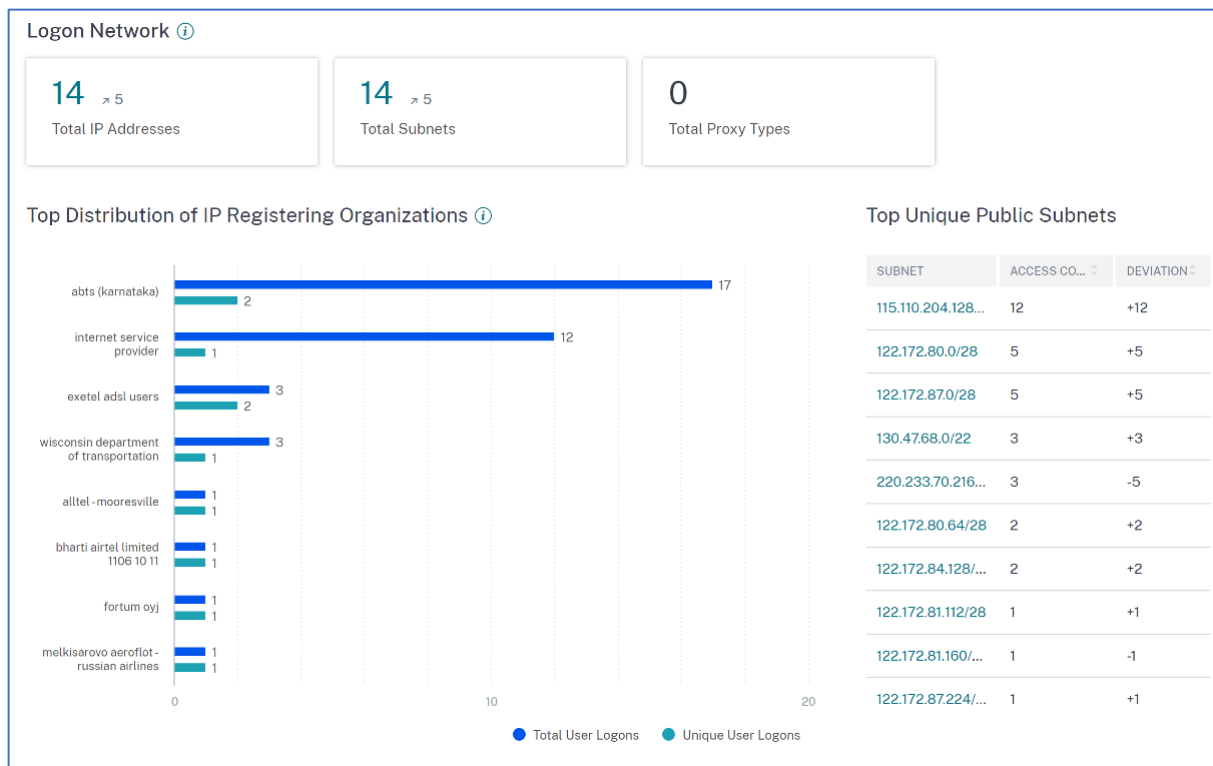 Logon Network
14 ↗ 5
Total IP Addresses
14 ↗ 5
Total Subnets
0
Total Proxy Types
Top Distribution of IP Registering Organizations
abts (karnataka)
17
2
internet service
provider
12
1
exetel adsl users
3
2
wisconsin department
of transportation
3
1
alltel - mooresville
1
1
bharti airtel limited
1106 10 11
1
1
fortum oyj
1
1
melkisarovo aeroflot -
russian airlines
1
1
0 10 20
Total User Logons Unique User Logons
Top Unique Public Subnets
SUBNET ACCESS CO... DEVIATION
115.110.204.128... 12 +12
122.172.80.0/28 5 +5
122.172.87.0/28 5 +5
130.47.68.0/22 3 +3
220.233.70.216... 3 -5
122.172.80.64/28 2 +2
122.172.84.128/... 2 +2
122.172.81.112/28 1 +1
122.172.81.160/... 1 -1
122.172.87.224/... 1 +1